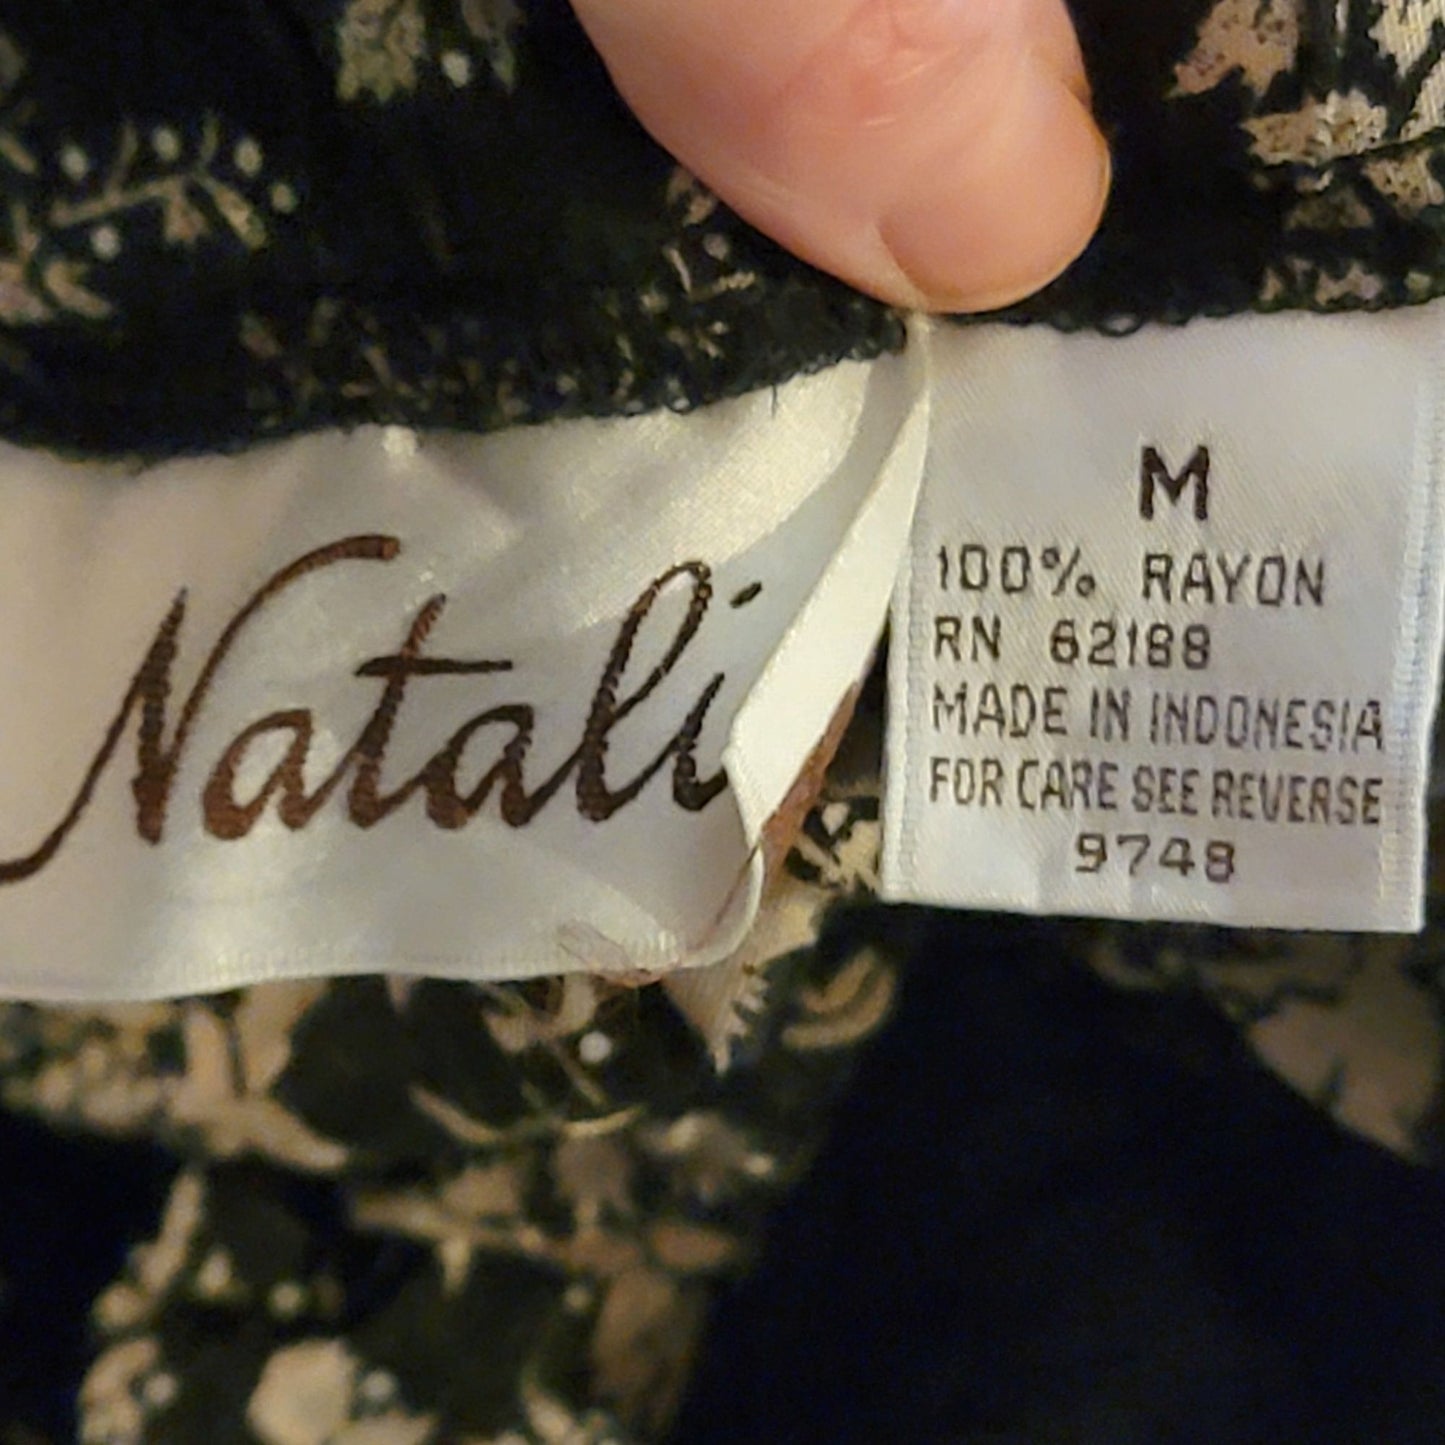 Natali
M
100% RAYON
RN 62188
MADE IN INDONESIA
FOR CARE SEE REVERSE
9748